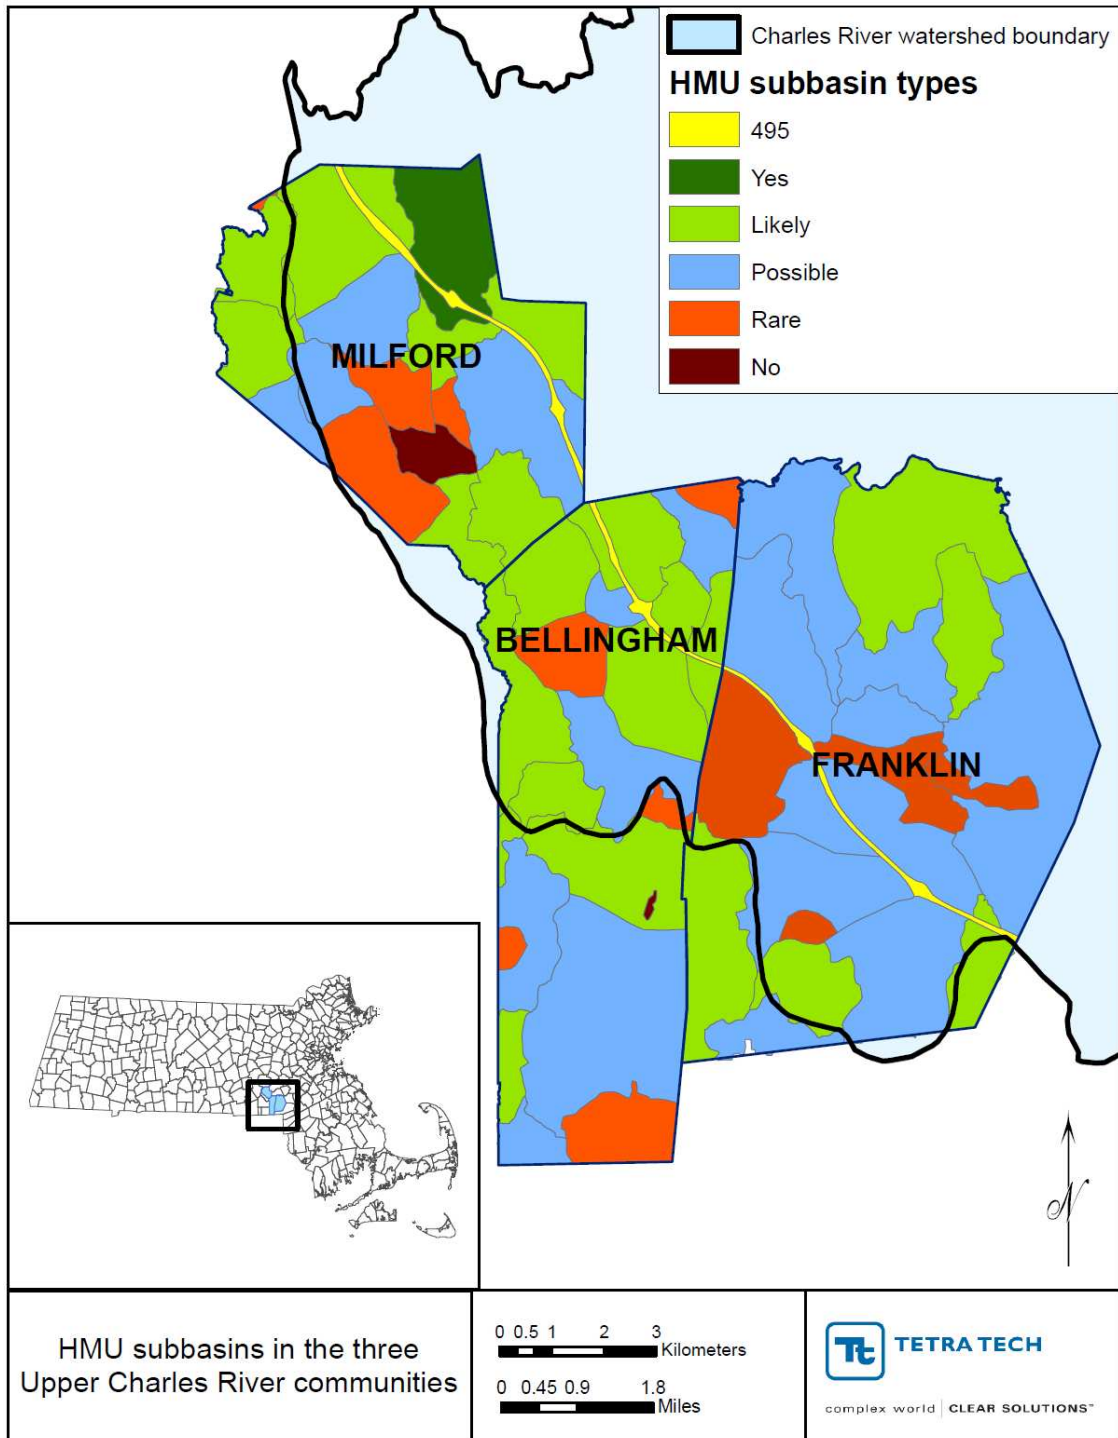 Charles River watershed boundary
HMU subbasin types
495
Yes
Likely
Possible
Rare
No
MILFORD
BELLINGHAM
FRANKLIN
N
HMU subbasins in the three
Upper Charles River communities
0 0.5 1 2 3
Kilometers
0 0.45 0.9 1.8
Miles
Tt TETRA TECH
complex world | CLEAR SOLUTIONS™